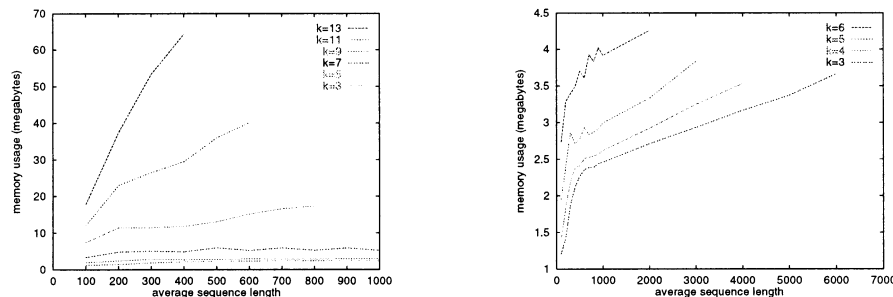 70
60
50
40
30
20
10
0
memory usage (megabytes)
k=13
k=11
k=9
k=7
k=5
k=3
0 100 200 300 400 500 600 700 800 900 1000
average sequence length
4.5
4
3.5
3
2.5
2
1.5
1
memory usage (megabytes)
k=6
k=5
k=4
k=3
0 1000 2000 3000 4000 5000 6000 7000
average sequence length